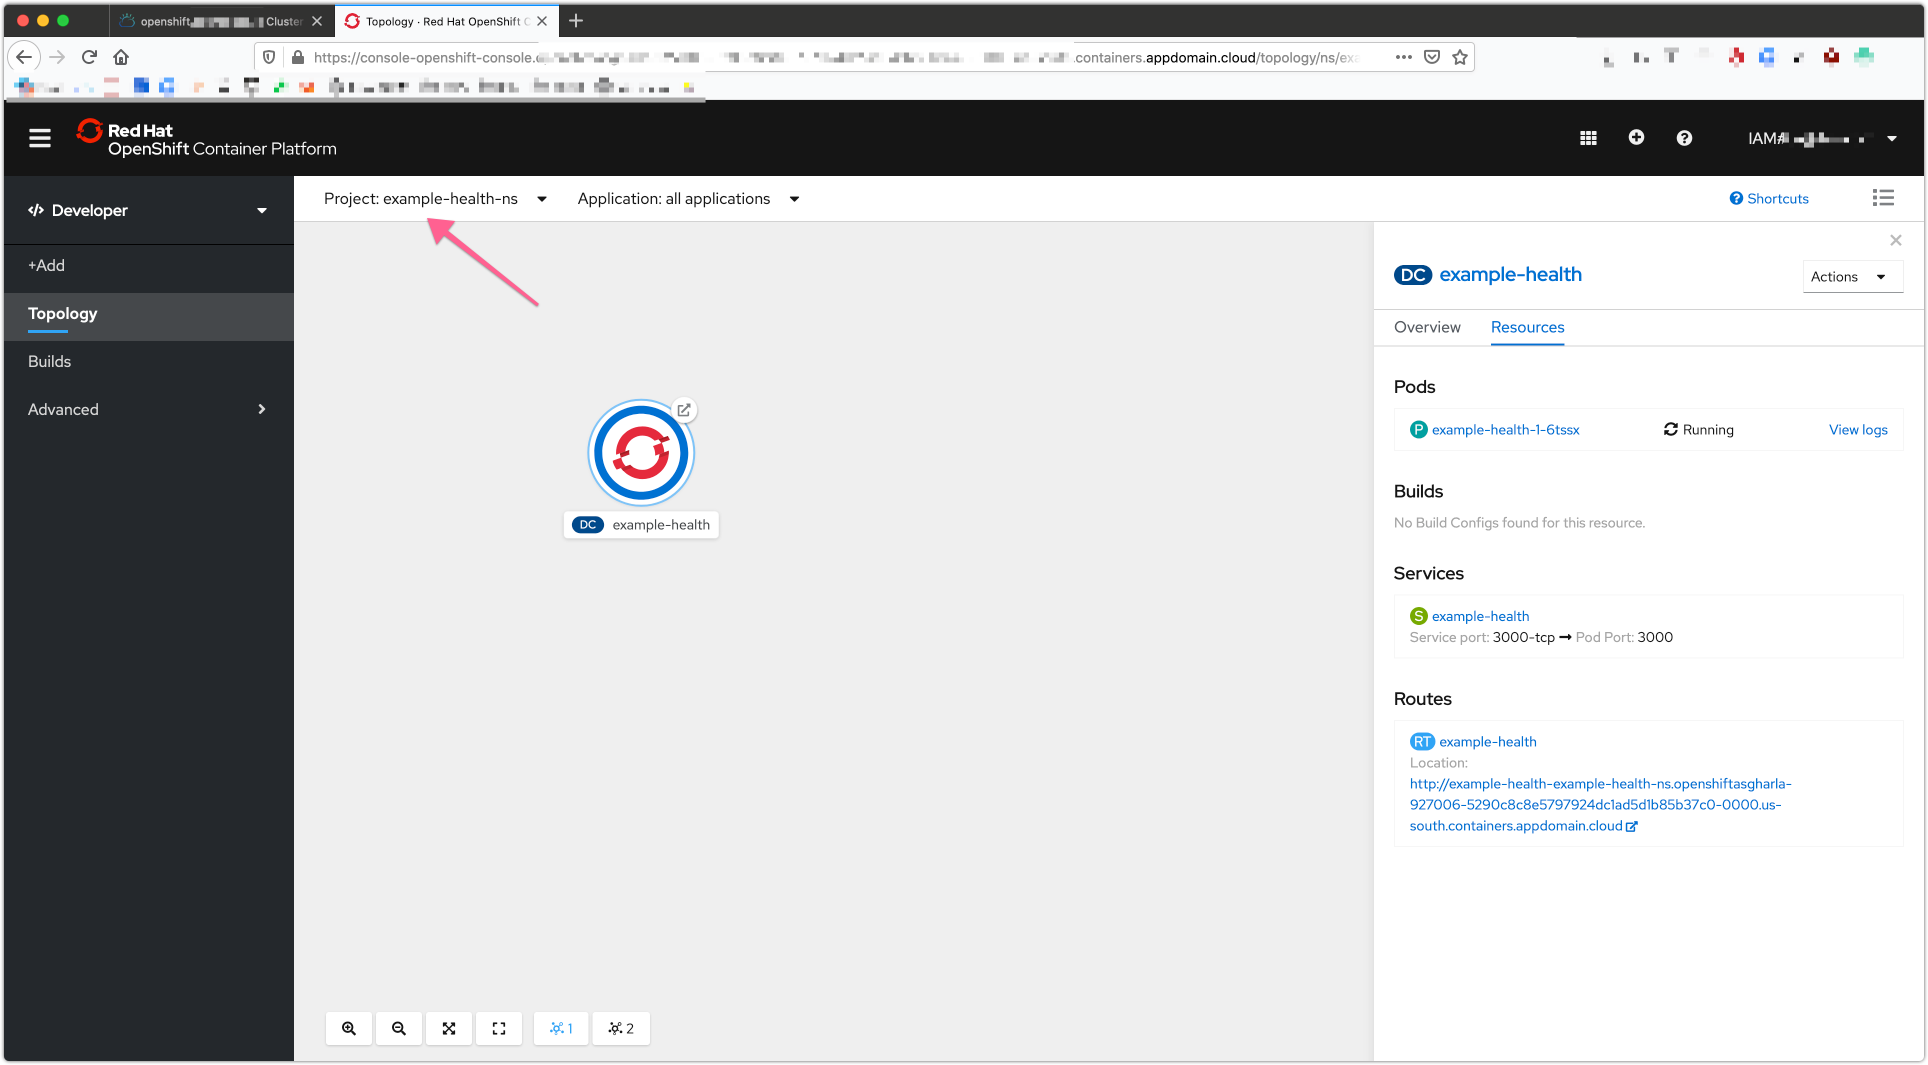 openshift Cluster
Topology · Red Hat OpenShift C
https://console-openshift-console. .containers.appdomain.cloud/topology/ns/exa
Red Hat
OpenShift Container Platform
IAM#
Developer
Project: example-health-ns
Application: all applications
Shortcuts
+Add
Topology
Builds
Advanced
DC example-health
DC example-health
Actions
Overview
Resources
Pods
P example-health-1-6tssx
Running
View logs
Builds
No Build Configs found for this resource.
Services
S example-health
Service port: 3000-tcp → Pod Port: 3000
Routes
RT example-health
Location:
http://example-health-example-health-ns.openshiftasgharla-
927006-5290c8c8e5797924dc1ad5d1b85b37c0-0000.us-
south.containers.appdomain.cloud
1
2